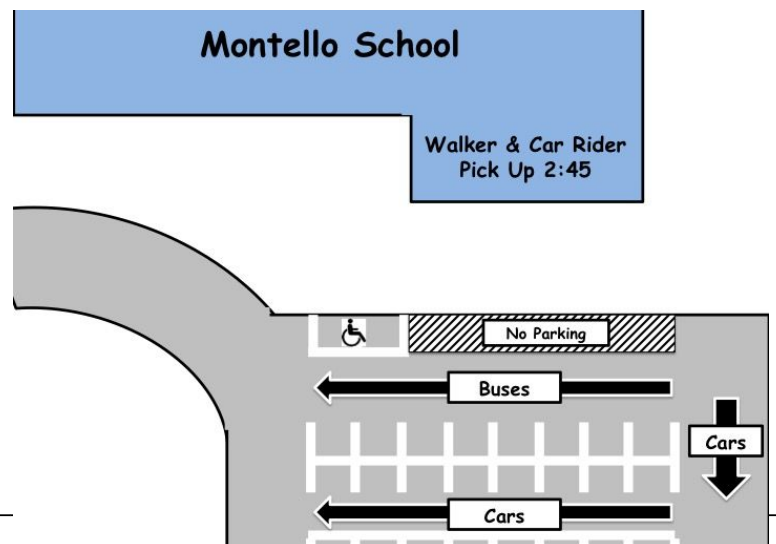 Montello School
Walker & Car Rider
Pick Up 2:45
No Parking
Buses
Cars
Cars